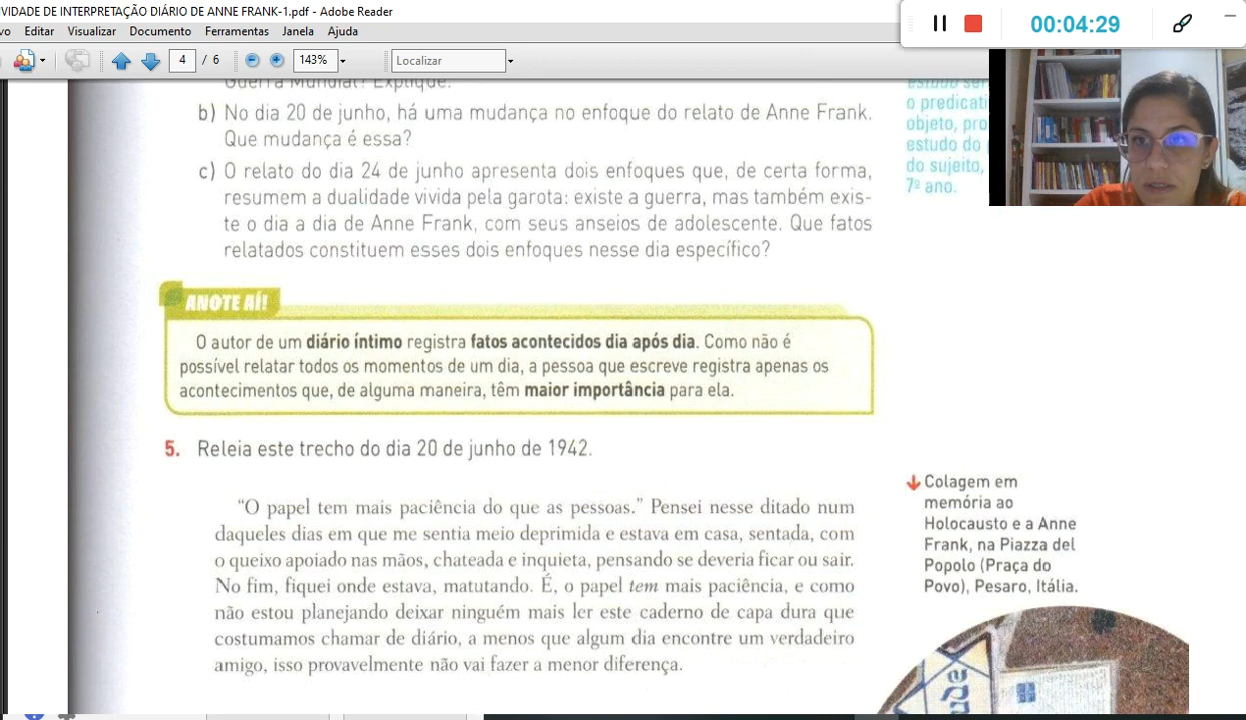 VIDADE DE INTERPRETAÇÃO DIÁRIO DE ANNE FRANK-1.pdf - Adobe Reader
vo Editar Visualizar Documento Ferramentas Janela Ajuda
4 / 6 143% Localizar
00:04:29
Guerra Mundial? Explique.
b) No dia 20 de junho, há uma mudança no enfoque do relato de Anne Frank.
Que mudança é essa?
c) O relato do dia 24 de junho apresenta dois enfoques que, de certa forma,
resumem a dualidade vivida pela garota: existe a guerra, mas também exis-
te o dia a dia de Anne Frank, com seus anseios de adolescente. Que fatos
relatados constituem esses dois enfoques nesse dia específico?
estudo ser
o predicati
objeto, pro
estudo do
do sujeito,
7º ano.
ANOTE AÍ!
O autor de um diário íntimo registra fatos acontecidos dia após dia. Como não é
possível relatar todos os momentos de um dia, a pessoa que escreve registra apenas os
acontecimentos que, de alguma maneira, têm maior importância para ela.
5. Releia este trecho do dia 20 de junho de 1942.
“O papel tem mais paciência do que as pessoas.” Pensei nesse ditado num
daqueles dias em que me sentia meio deprimida e estava em casa, sentada, com
o queixo apoiado nas mãos, chateada e inquieta, pensando se deveria ficar ou sair.
No fim, fiquei onde estava, matutando. É, o papel tem mais paciência, e como
não estou planejando deixar ninguém mais ler este caderno de capa dura que
costumamos chamar de diário, a menos que algum dia encontre um verdadeiro
amigo, isso provavelmente não vai fazer a menor diferença.
Colagem em
memória ao
Holocausto e a Anne
Frank, na Piazza del
Popolo (Praça do
Povo), Pesaro, Itália.